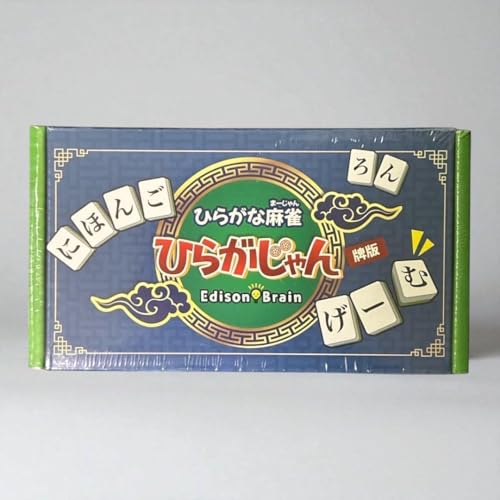 にほんご
ろん
まーじゃん
ひらがな麻雀
ひらがじゃん
牌版
Edison Brain
げーむ